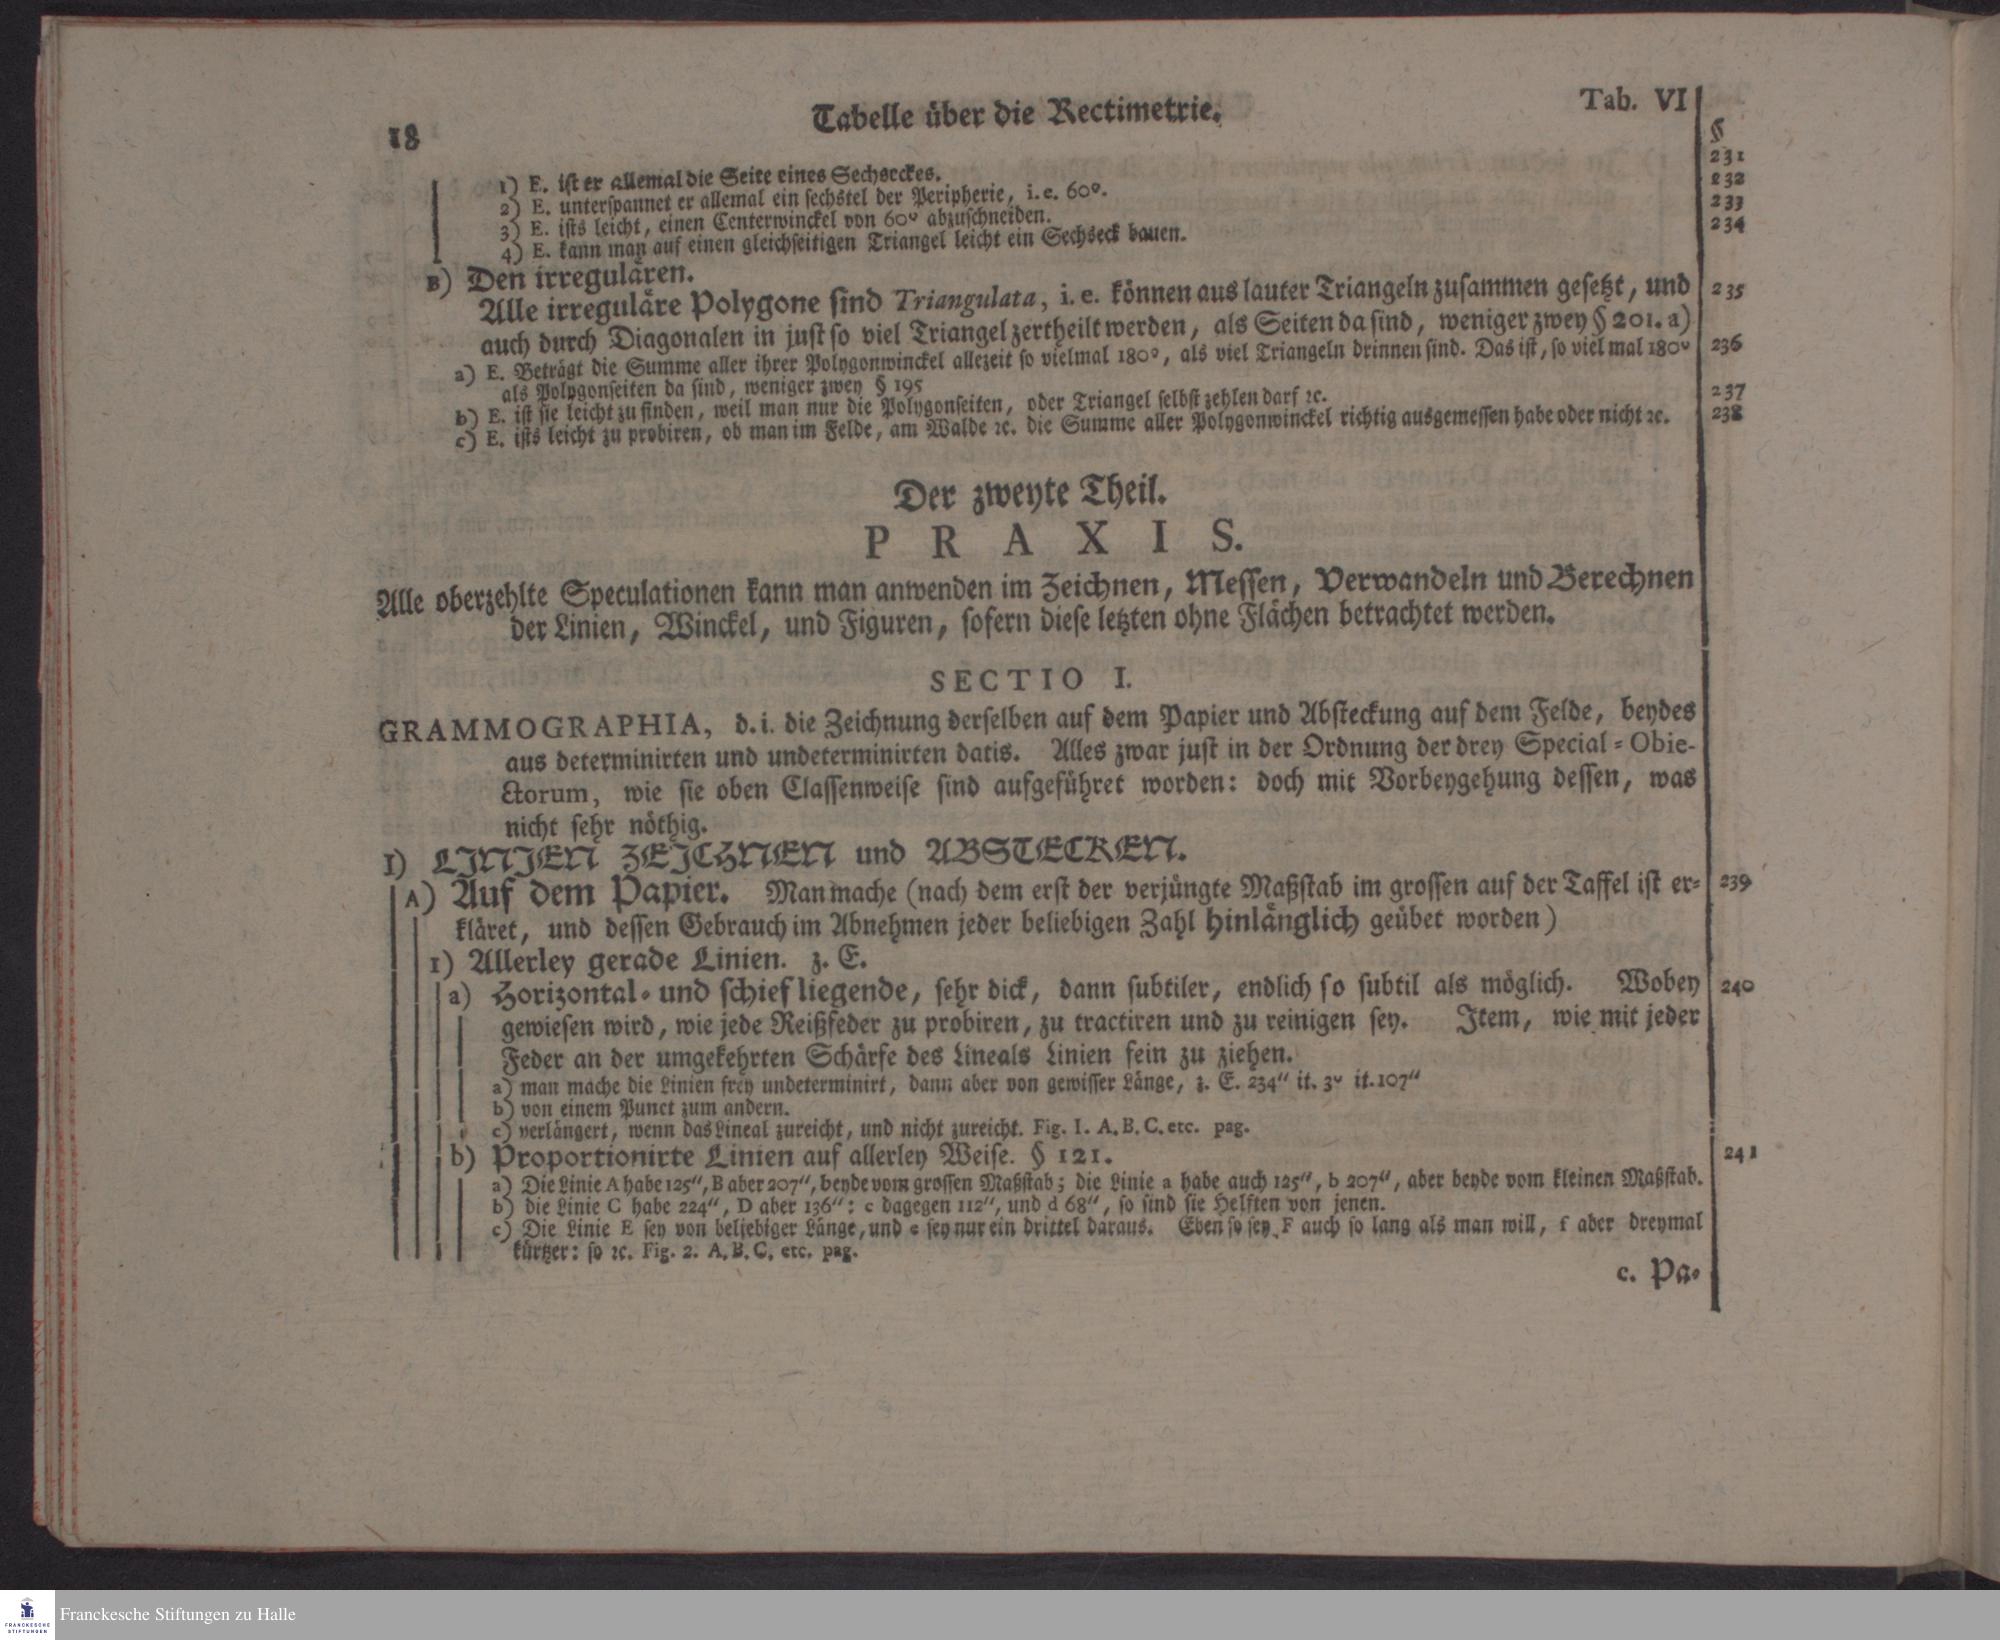 18
Tabelle über die Rectimetrie.
Tab. VI
§
1) E. ist er allemal die Seite eines Sechseckes. 231
2) E. unterspannet er allemal ein sechstel der Peripherie, i. e. 60°. 232
3) E. ists leicht, einen Centerwinckel von 60° abzuschneiden. 233
4) E. kann man auf einen gleichseitigen Triangel leicht ein Sechseck bauen. 234
B) Den irregulären.
Alle irreguläre Polygone sind Triangulata, i. e. können aus lauter Triangeln zusammen gesetzt, und 235
auch durch Diagonalen in just so viel Triangel zertheilt werden, als Seiten da sind, weniger zwey § 201. a)
a) E. Beträgt die Summe aller ihrer Polygonwinckel allezeit so vielmal 180°, als viel Triangeln drinnen sind. Das ist, so viel mal 180° 236
als Polygonseiten da sind, weniger zwey § 195
b) E. ist sie leicht zu finden, weil man nur die Polygonseiten, oder Triangel selbst zehlen darf ꝛc. 237
c) E. ists leicht zu probiren, ob man im Felde, am Walde ꝛc. die Summe aller Polygonwinckel richtig ausgemessen habe oder nicht ꝛc. 238
Der zweyte Theil.
PRAXIS.
Alle oberzehlte Speculationen kann man anwenden im Zeichnen, Messen, Verwandeln und Berechnen
der Linien, Winckel, und Figuren, sofern diese letzten ohne Flächen betrachtet werden.
SECTIO I.
GRAMMOGRAPHIA, d. i. die Zeichnung derselben auf dem Papier und Absteckung auf dem Felde, beydes
aus determinirten und undeterminirten datis. Alles zwar just in der Ordnung der drey Special-Obie-
ctorum, wie sie oben Classenweise sind aufgeführet worden: doch mit Vorbeygehung dessen, was
nicht sehr nöthig.
I) LINIEN ZEICHNEN und ABSTECKEN.
A) Auf dem Papier. Man mache (nach dem erst der verjüngte Maßstab im grossen auf der Taffel ist er- 239
kläret, und dessen Gebrauch im Abnehmen jeder beliebigen Zahl hinlänglich geübet worden)
1) Allerley gerade Linien. z. E.
a) Horizontal- und schief liegende, sehr dick, dann subtiler, endlich so subtil als möglich. Wobey 240
gewiesen wird, wie jede Reißfeder zu probiren, zu tractiren und zu reinigen sey. Item, wie mit jeder
Feder an der umgekehrten Schärfe des Lineals Linien fein zu ziehen.
a) man mache die Linien frey undeterminirt, dann aber von gewisser Länge, z. E. 234″ it. 3° it. 107″
b) von einem Punct zum andern.
c) verlängert, wenn das Lineal zureicht, und nicht zureicht. Fig. I. A. B. C. etc. pag.
b) Proportionirte Linien auf allerley Weise. § 121. 241
a) Die Linie A habe 125″, B aber 207″, beyde vom grossen Maßstab; die Linie a habe auch 125″, b 207″, aber beyde vom kleinen Maßstab.
b) die Linie C habe 224″, D aber 136″: c dagegen 112″, und d 68″, so sind sie Helften von jenen.
c) Die Linie E sey von beliebiger Länge, und e sey nur ein drittel daraus. Eben so sey F auch so lang als man will, f aber dreymal
kürtzer: so ꝛc. Fig. 2. A. B. C. etc. pag.
c. Pa-
FRANCKESCHE
STIFTUNGEN
Franckesche Stiftungen zu Halle